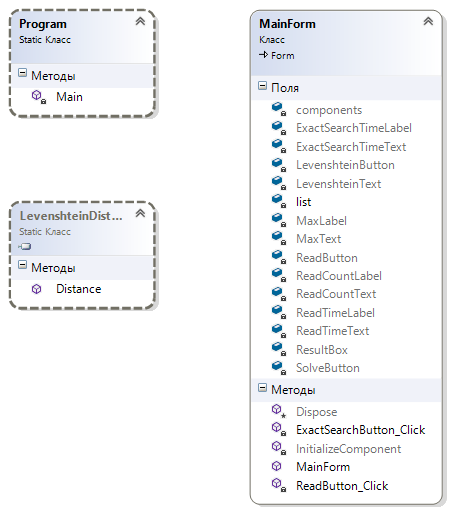 Program
Static Класс
Методы
Main
LevenshteinDist...
Static Класс
Методы
Distance
MainForm
Класс
Form
Поля
components
ExactSearchTimeLabel
ExactSearchTimeText
LevenshteinButton
LevenshteinText
list
MaxLabel
MaxText
ReadButton
ReadCountLabel
ReadCountText
ReadTimeLabel
ReadTimeText
ResultBox
SolveButton
Методы
Dispose
ExactSearchButton_Click
InitializeComponent
MainForm
ReadButton_Click